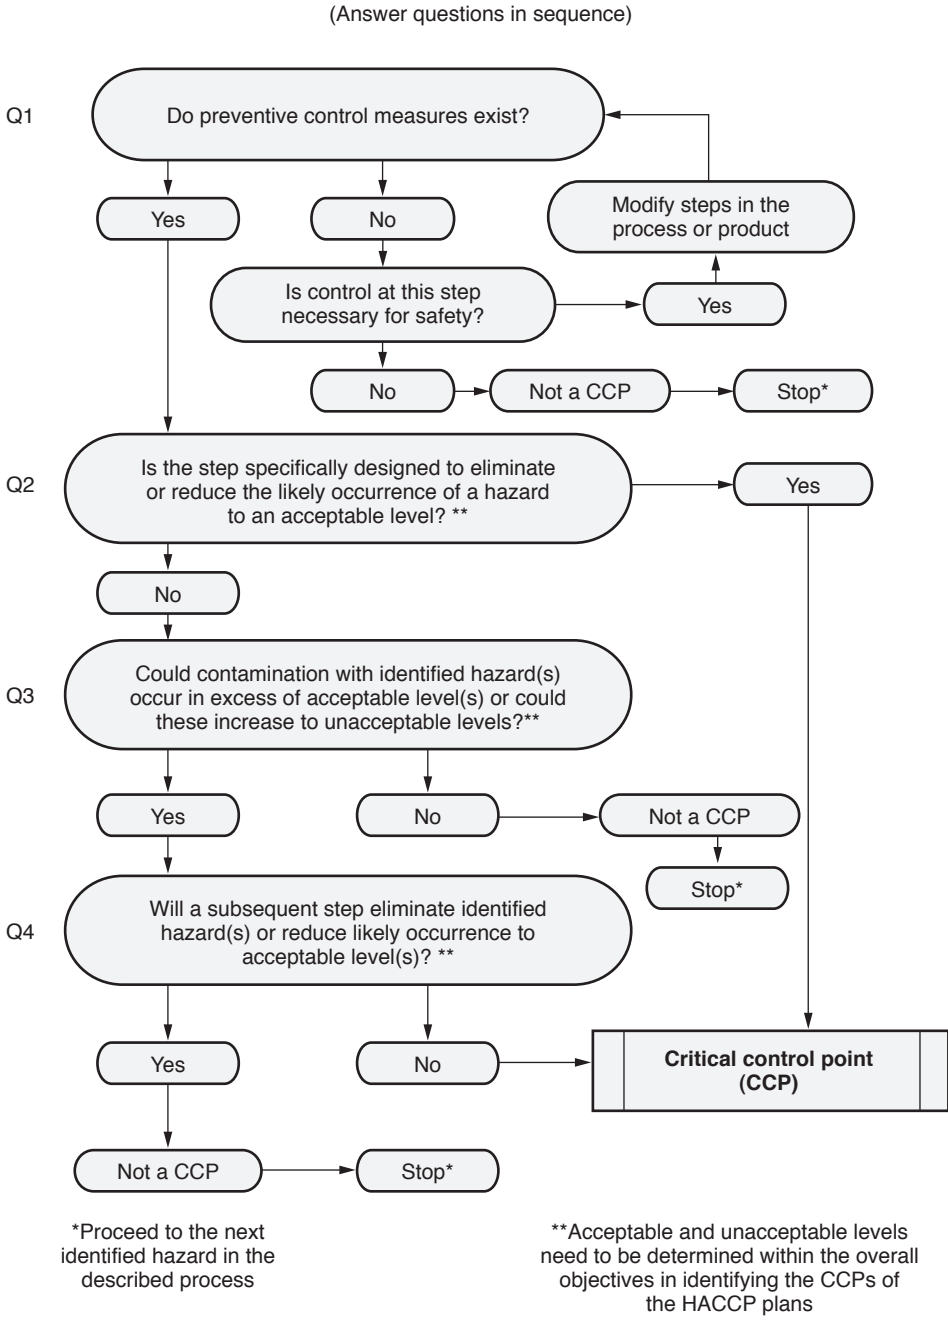 (Answer questions in sequence)
Q1
Do preventive control measures exist?
Modify steps in the
process or product
Yes
No
Is control at this step
necessary for safety?
Yes
No
Not a CCP
Stop*
Q2
Is the step specifically designed to eliminate
or reduce the likely occurrence of a hazard
to an acceptable level? **
Yes
No
Q3
Could contamination with identified hazard(s)
occur in excess of acceptable level(s) or could
these increase to unacceptable levels?**
Yes
No
Not a CCP
Stop*
Q4
Will a subsequent step eliminate identified
hazard(s) or reduce likely occurrence to
acceptable level(s)? **
Yes
No
Critical control point
(CCP)
Not a CCP
Stop*
*Proceed to the next
identified hazard in the
described process
**Acceptable and unacceptable levels
need to be determined within the overall
objectives in identifying the CCPs of
the HACCP plans